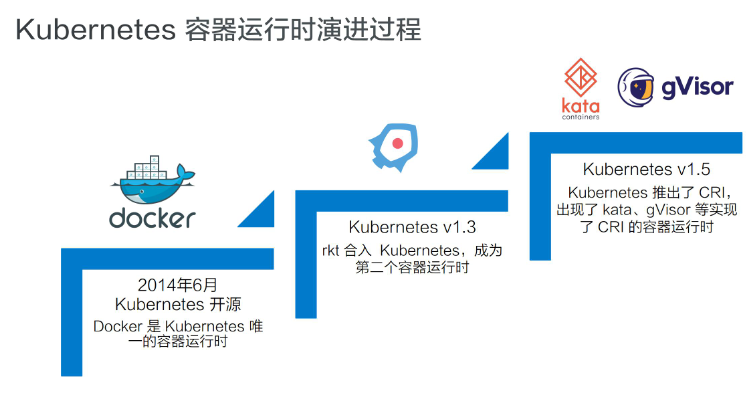 Kubernetes 容器运行时演进过程
kata
containers
gVisor
docker
Kubernetes v1.5
Kubernetes 推出了 CRI，
出现了 kata、gVisor 等实现
了 CRI 的容器运行时
Kubernetes v1.3
rkt 合入 Kubernetes，成为
第二个容器运行时
2014年6月
Kubernetes 开源
Docker 是 Kubernetes 唯
一的容器运行时